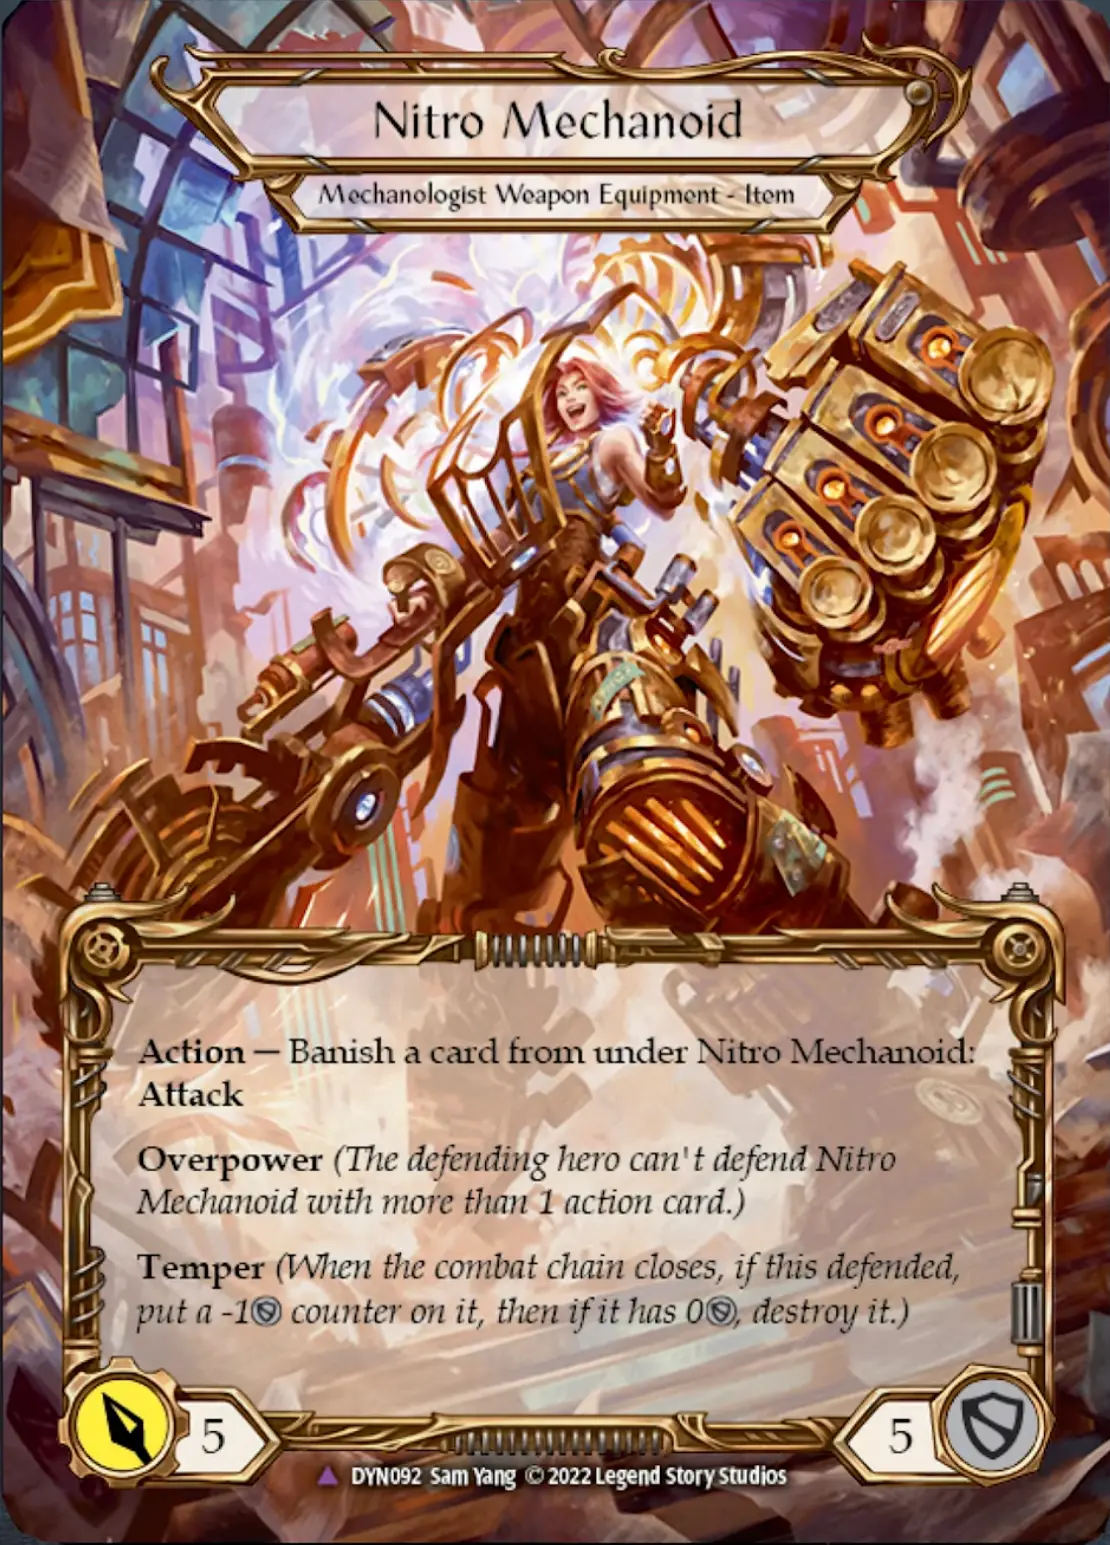 Nitro Mechanoid
Mechanologist Weapon Equipment - Item
Action — Banish a card from under Nitro Mechanoid:
Attack
Overpower (The defending hero can't defend Nitro
Mechanoid with more than 1 action card.)
Temper (When the combat chain closes, if this defended,
put a -1 counter on it, then if it has 0, destroy it.)
5
5
DYN092 Sam Yang © 2022 Legend Story Studios